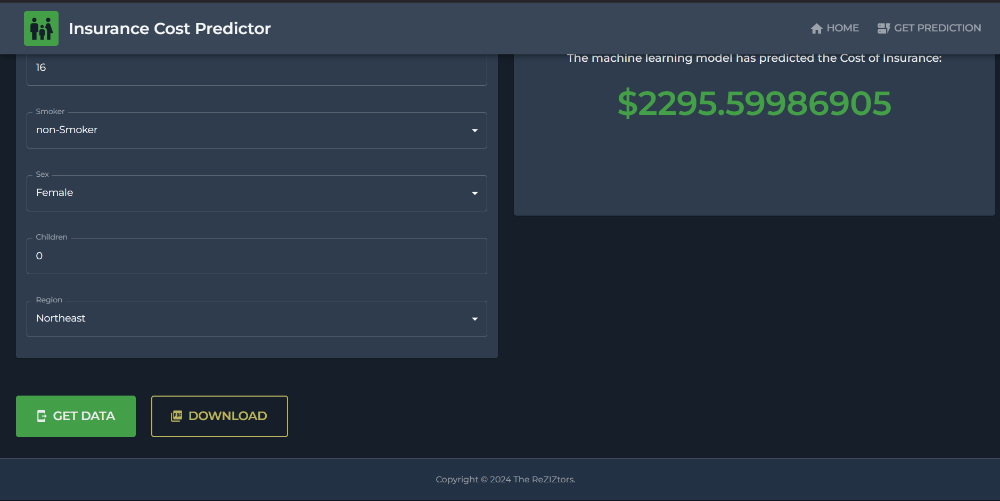 Insurance Cost Predictor
HOME
GET PREDICTION
16
Smoker
non-Smoker
Sex
Female
Children
0
Region
Northeast
The machine learning model has predicted the Cost of Insurance:
$2295.59986905
GET DATA
PDF
DOWNLOAD
Copyright © 2024 The ReZIZtors.